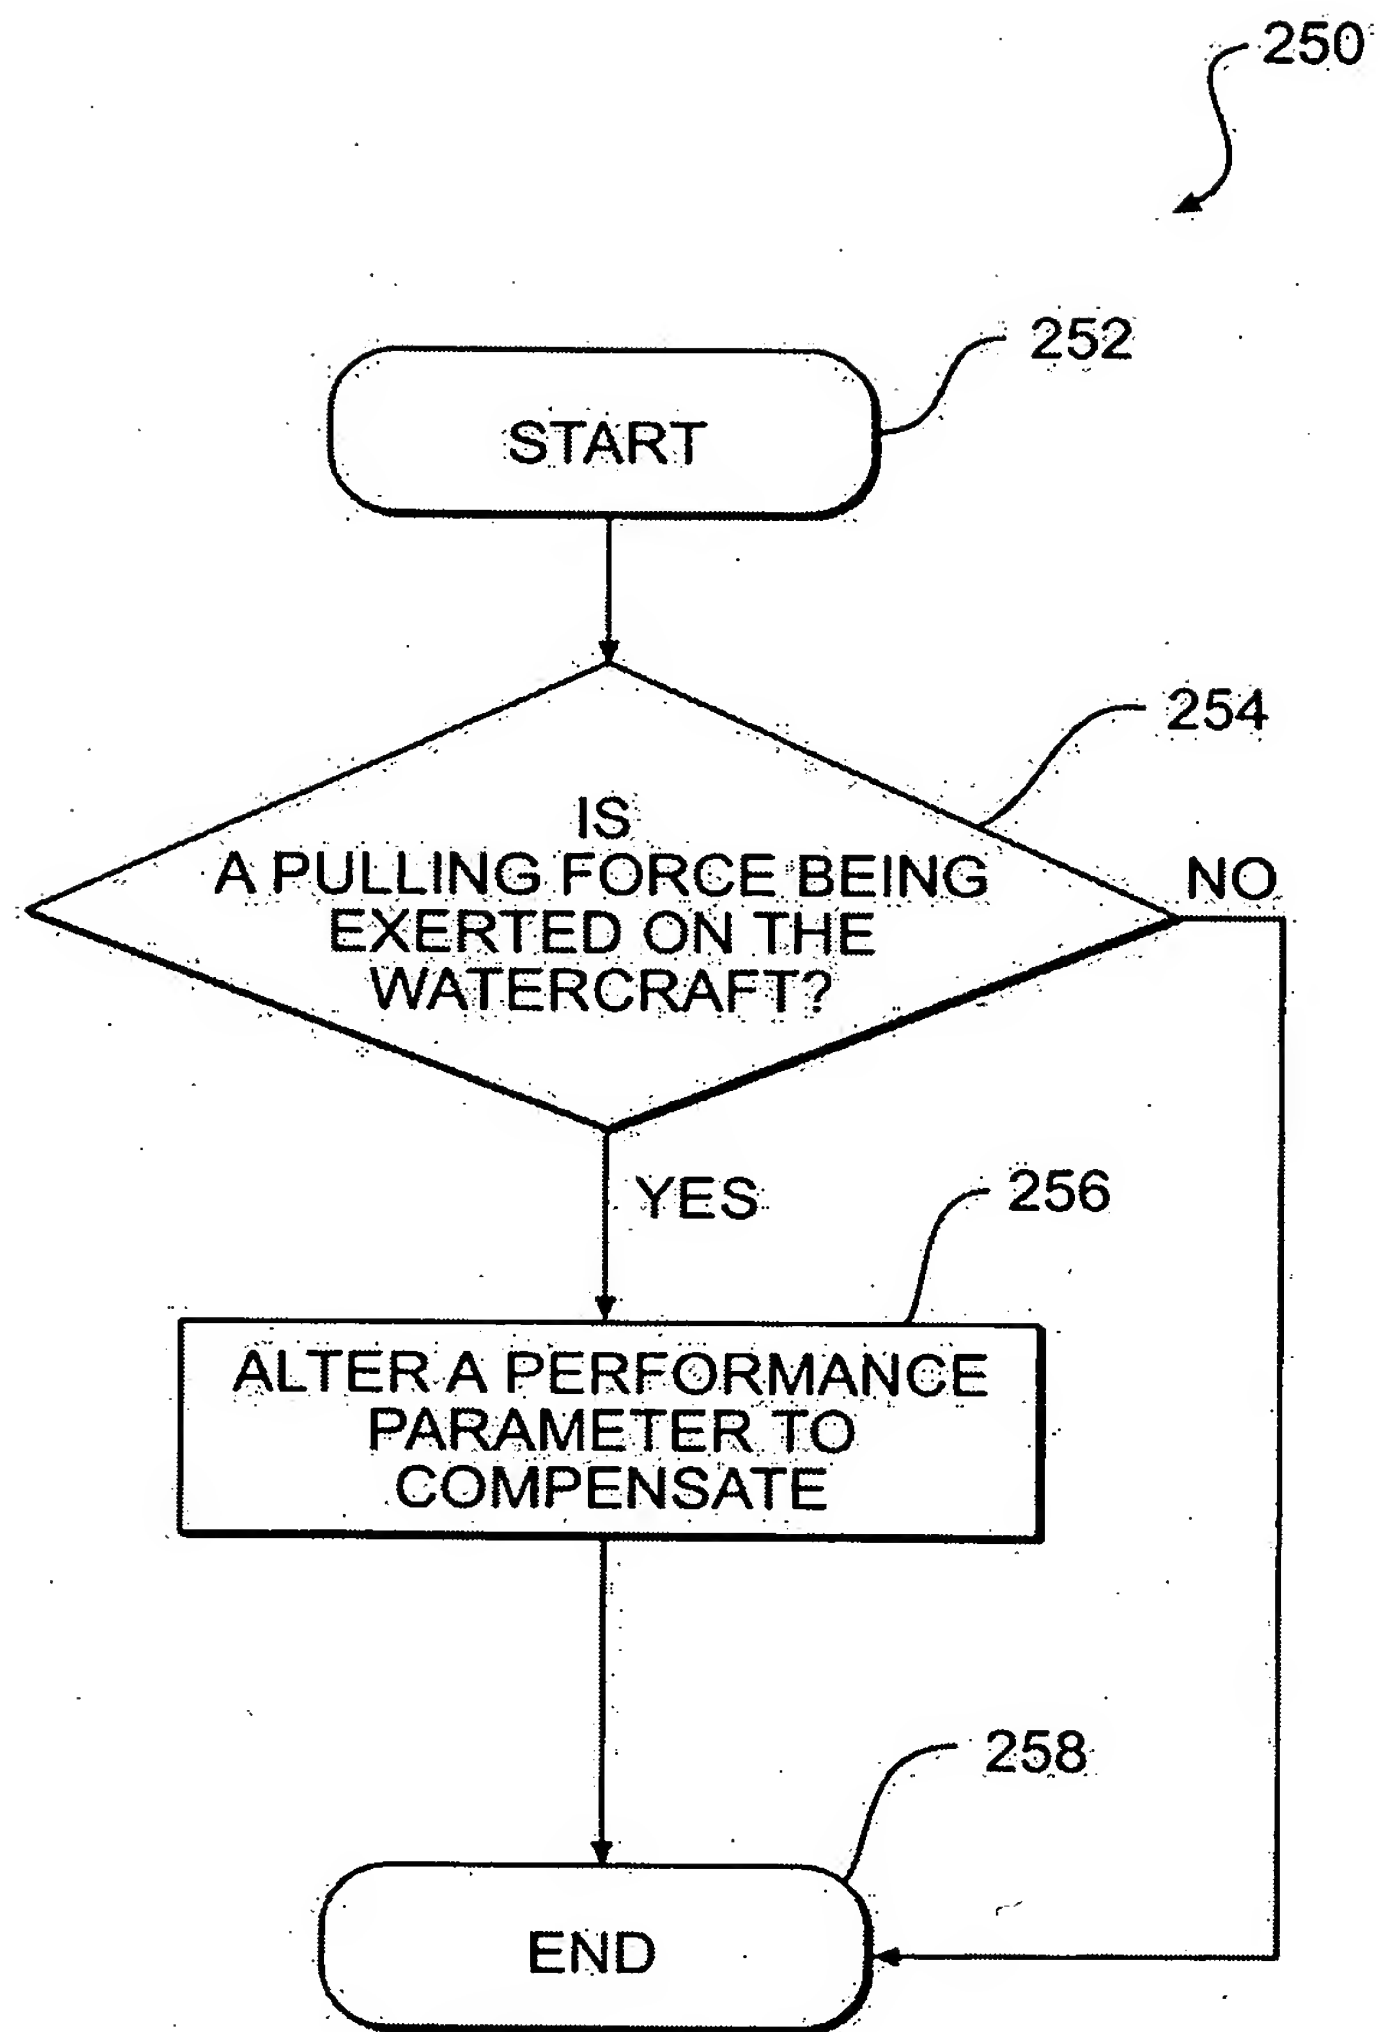 250
252
START
254
IS
A PULLING FORCE BEING
EXERTED ON THE
WATERCRAFT?
NO
YES
256
ALTER A PERFORMANCE
PARAMETER TO
COMPENSATE
258
END